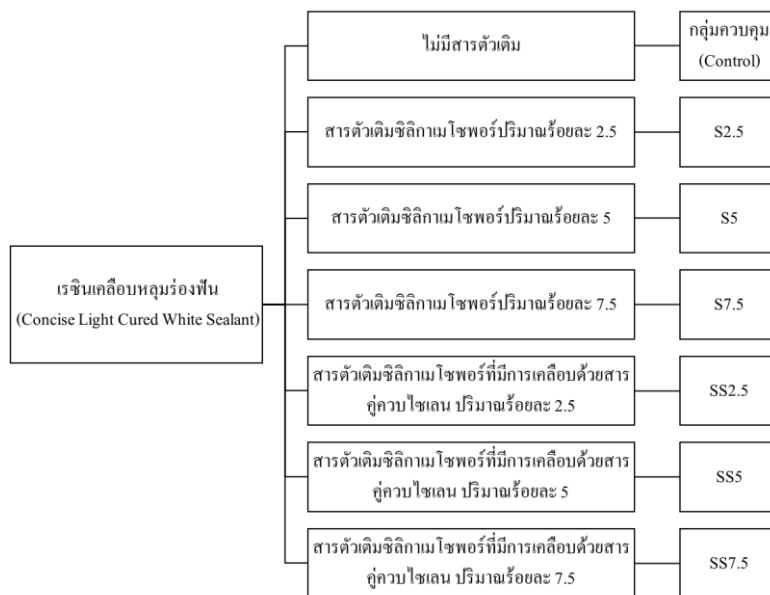 ไม่มีสารตัวเติม
กลุ่มควบคุม
(Control)
สารตัวเติมซิลิกาเมโซพอร์ปริมาณร้อยละ 2.5
S2.5
สารตัวเติมซิลิกาเมโซพอร์ปริมาณร้อยละ 5
S5
เรซินเคลือบหลุมร่องฟัน
(Concise Light Cured White Sealant)
สารตัวเติมซิลิกาเมโซพอร์ปริมาณร้อยละ 7.5
S7.5
สารตัวเติมซิลิกาเมโซพอร์ที่มีการเคลือบด้วยสาร
คู่ควบไซเลน ปริมาณร้อยละ 2.5
SS2.5
สารตัวเติมซิลิกาเมโซพอร์ที่มีการเคลือบด้วยสาร
คู่ควบไซเลน ปริมาณร้อยละ 5
SS5
สารตัวเติมซิลิกาเมโซพอร์ที่มีการเคลือบด้วยสาร
คู่ควบไซเลน ปริมาณร้อยละ 7.5
SS7.5